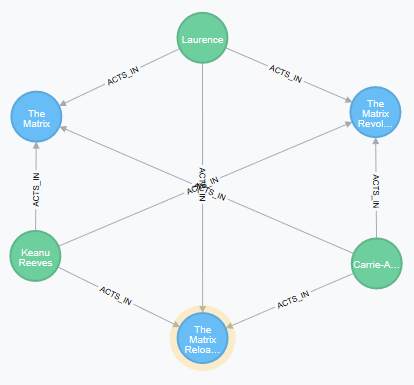 Laurence
ACTS_IN
ACTS_IN
The
Matrix
The
Matrix
Revol...
ACTS_IN
ACTS_IN
ACTS_IN
ACTS_IN
ACTS_IN
Keanu
Reeves
Carrie-A...
ACTS_IN
ACTS_IN
The
Matrix
Reloa...